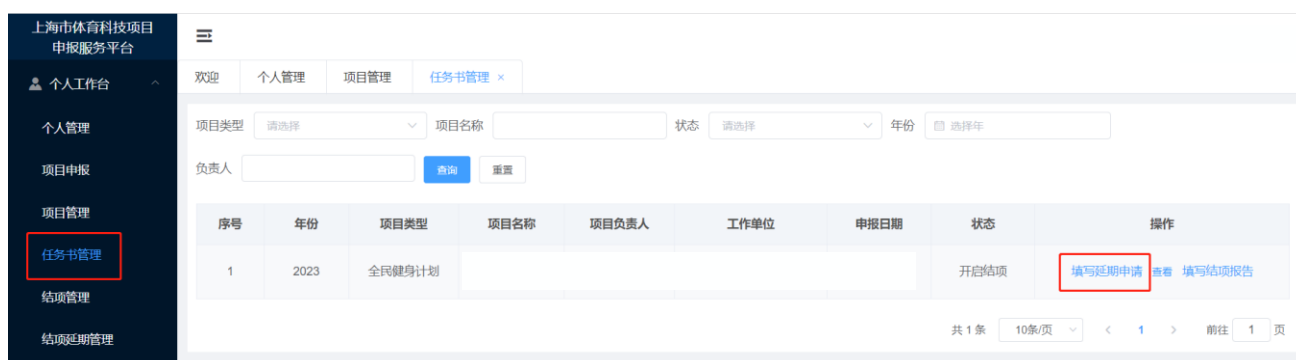 上海市体育科技项目
申报服务平台
个人工作台
个人管理
项目申报
项目管理
任务书管理
结项管理
结项延期管理
欢迎 个人管理 项目管理 任务书管理 ×
项目类型 请选择 项目名称 状态 请选择 年份 选择年
负责人 查询 重置
序号 年份 项目类型 项目名称 项目负责人 工作单位 申报日期 状态 操作
1 2023 全民健身计划 开启结项 填写延期申请 查看 填写结项报告
共 1 条 10条/页 < 1 > 前往 1 页